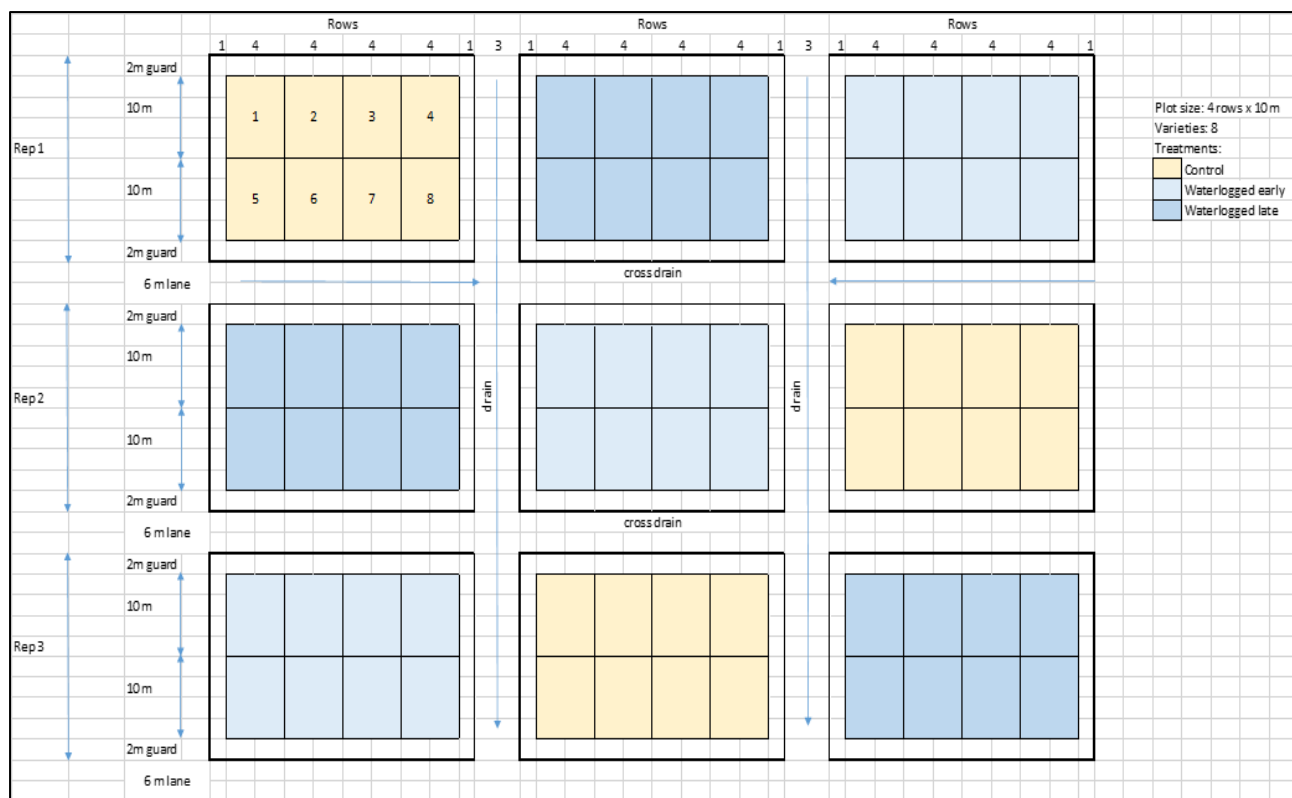 Rows Rows Rows
1 4 4 4 4 1 3 1 4 4 4 4 1 3 1 4 4 4 4 1
2m guard
10 m
1 2 3 4
Plot size: 4 rows x 10 m
Varieties: 8
Rep 1
Treatments:
Control
10 m
5 6 7 8
Waterlogged early
Waterlogged late
2m guard
cross drain
6 m lane
2m guard
10 m
Rep 2
drain
drain
10 m
2m guard
cross drain
6 m lane
2m guard
10 m
Rep 3
10 m
2m guard
6 m lane